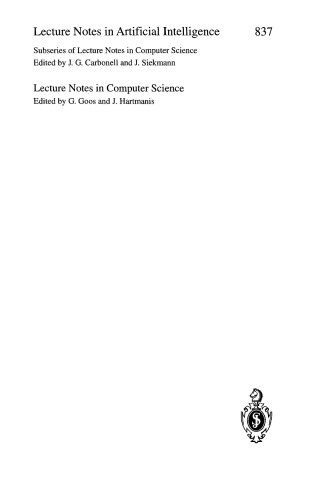 Lecture Notes in Artificial Intelligence 837
Subseries of Lecture Notes in Computer Science
Edited by J. G. Carbonell and J. Siekmann
Lecture Notes in Computer Science
Edited by G. Goos and J. Hartmanis